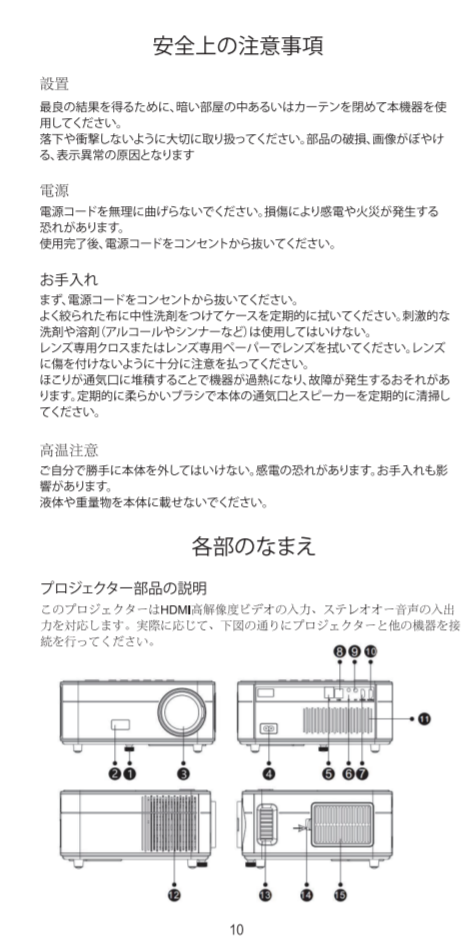 安全上の注意事項
設置
最良の結果を得るために、暗い部屋の中あるいはカーテンを閉めて本機器を使
用してください。
落下や衝撃しないように大切に取り扱ってください。部品の破損、画像がぼやけ
る、表示異常の原因となります
電源
電源コードを無理に曲げらないでください。損傷により感電や火災が発生する
恐れがあります。
使用完了後、電源コードをコンセントから抜いてください。
お手入れ
まず、電源コードをコンセントから抜いてください。
よく絞られた布に中性洗剤をつけてケースを定期的に拭いてください。刺激的な
洗剤や溶剤（アルコールやシンナーなど）は使用してはいけない。
レンズ専用クロスまたはレンズ専用ペーパーでレンズを拭いてください。レンズ
に傷を付けないように十分に注意を払ってください。
ほこりが通気口に堆積することで機器が過熱になり、故障が発生するおそれがあ
ります。定期的に柔らかいブラシで本体の通気口とスピーカーを定期的に清掃し
てください。
高温注意
ご自分で勝手に本体を外してはいけない。感電の恐れがあります。お手入れも影
響があります。
液体や重量物を本体に載せないでください。
各部のなまえ
プロジェクター部品の説明
このプロジェクターはHDMI高解像度ビデオの入力、ステレオオー音声の入出
力を対応します。実際に応じて、下図の通りにプロジェクターと他の機器を接
続を行ってください。
❽ ❾ ❿
⓫
❷ ❶ ❸ ❹ ❺ ❻ ❼
⓬ ⓭ ⓮ ⓯
10